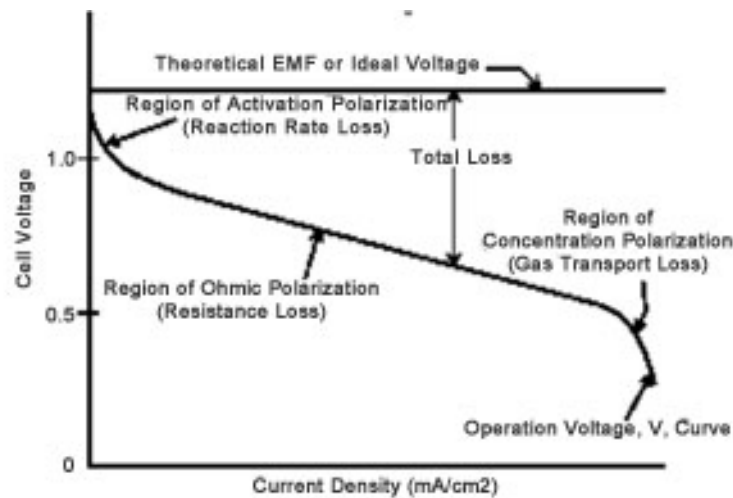 Theoretical EMF or Ideal Voltage
Region of Activation Polarization
(Reaction Rate Loss)
Total Loss
1.0
Cell Voltage
Region of
Concentration Polarization
(Gas Transport Loss)
Region of Ohmic Polarization
(Resistance Loss)
0.5
Operation Voltage, V, Curve
0
Current Density (mA/cm2)